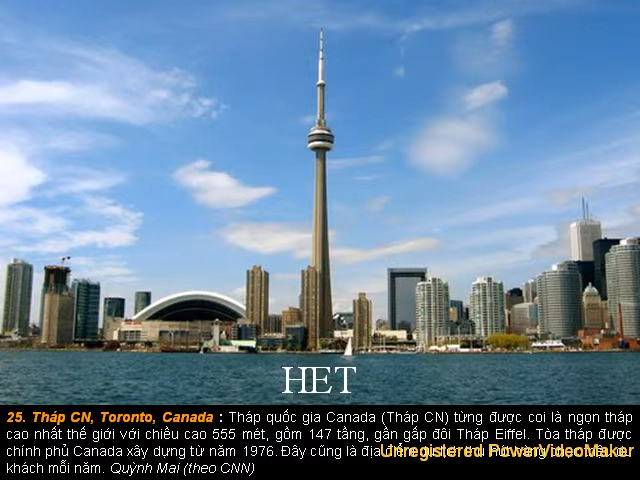 HET
25. Tháp CN, Toronto, Canada : Tháp quốc gia Canada (Tháp CN) từng được coi là ngọn tháp
cao nhất thế giới với chiều cao 555 mét, gồm 147 tầng, gần gấp đôi Tháp Eiffel. Tòa tháp được
chính phủ Canada xây dựng từ năm 1976. Đây cũng là địa
Unregistered PowerVideoMaker
khách mỗi năm. Quỳnh Mai (theo CNN)